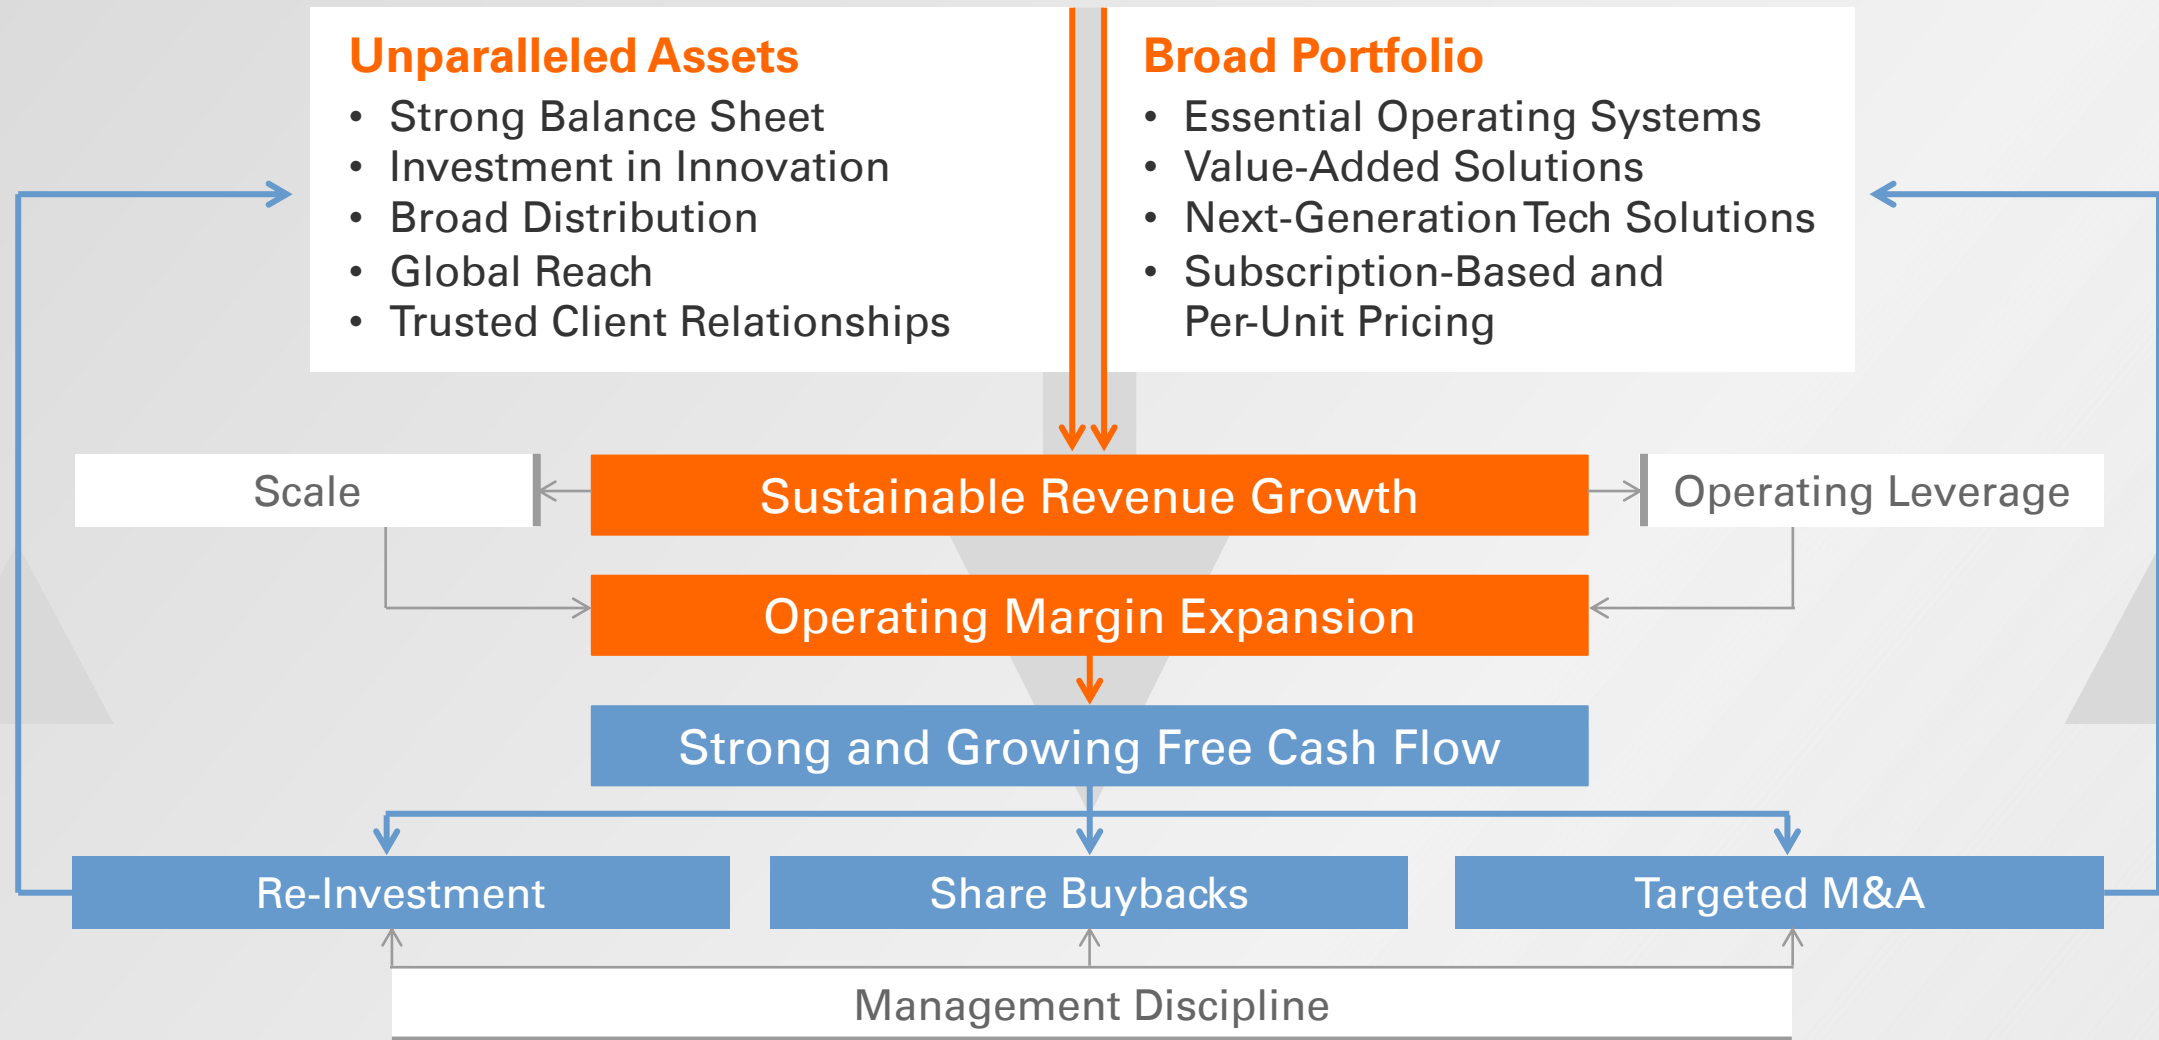 Unparalleled Assets
• Strong Balance Sheet
• Investment in Innovation
• Broad Distribution
• Global Reach
• Trusted Client Relationships
Broad Portfolio
• Essential Operating Systems
• Value-Added Solutions
• Next-Generation Tech Solutions
• Subscription-Based and
Per-Unit Pricing
Scale
Sustainable Revenue Growth
Operating Leverage
Operating Margin Expansion
Strong and Growing Free Cash Flow
Re-Investment
Share Buybacks
Targeted M&A
Management Discipline